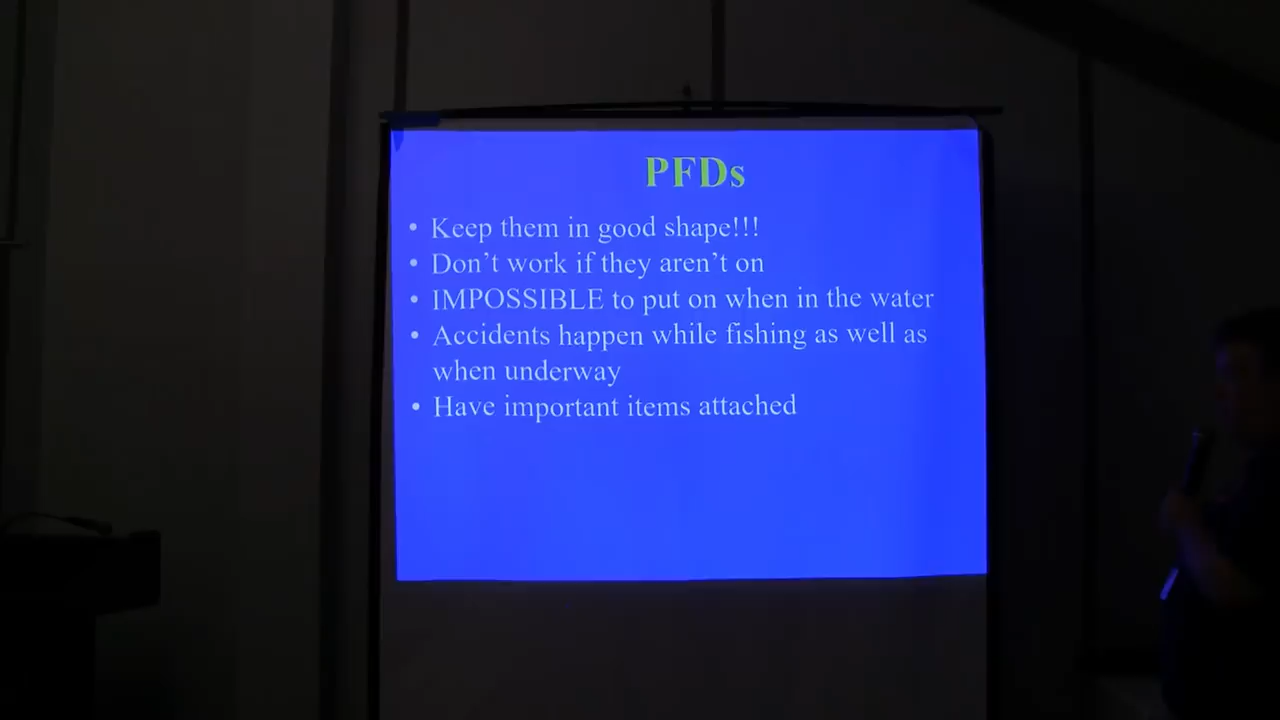 PFDs
• Keep them in good shape!!!
• Don't work if they aren't on
• IMPOSSIBLE to put on when in the water
• Accidents happen while fishing as well as
when underway
• Have important items attached